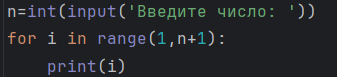 n=int(input('Введите число: '))
for i in range(1,n+1):
    print(i)